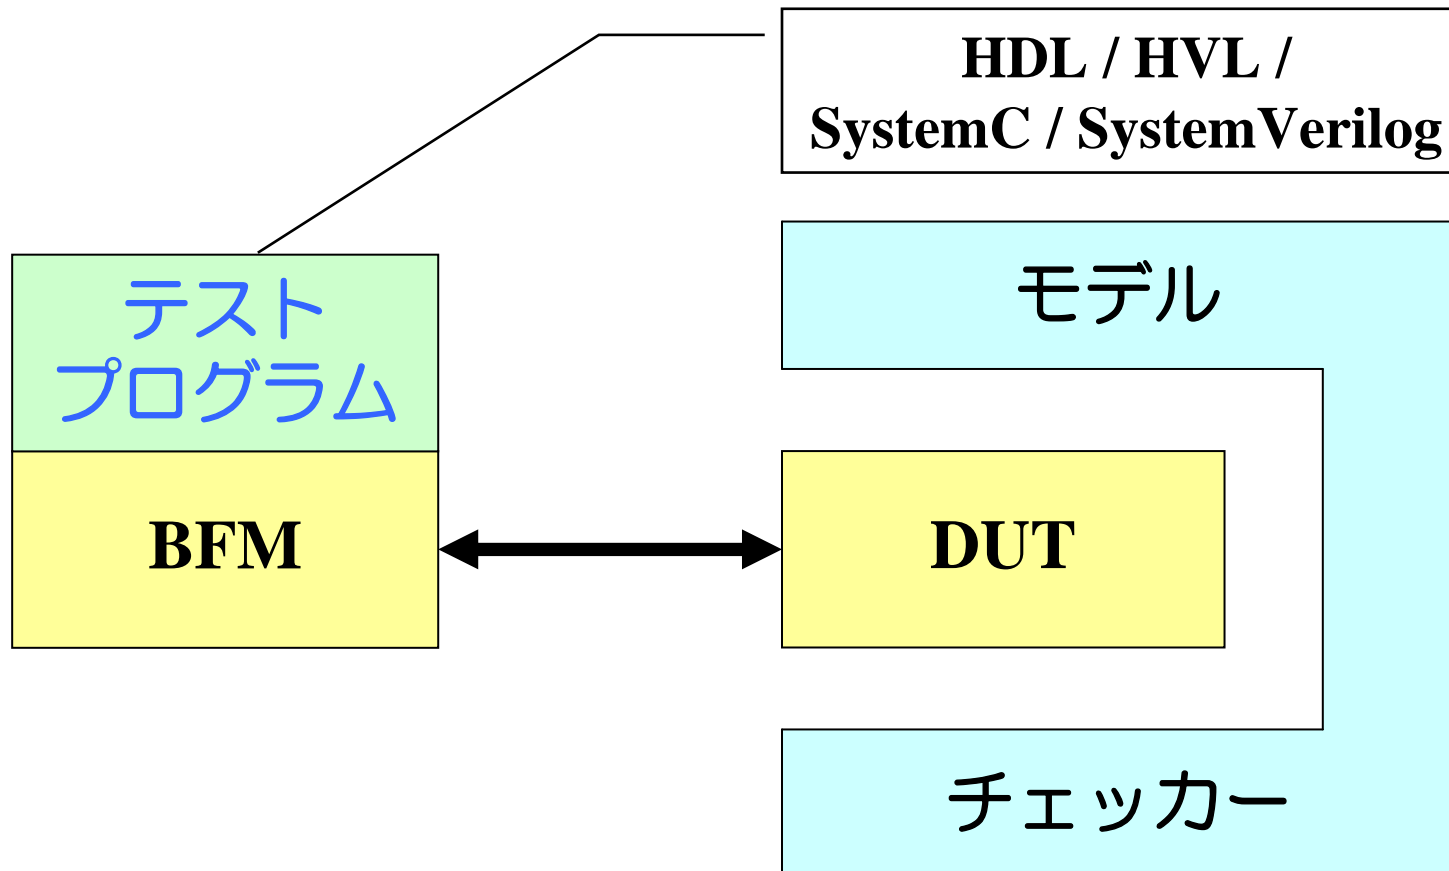 HDL / HVL /
SystemC / SystemVerilog
モデル
テスト
プログラム
BFM
DUT
チェッカー